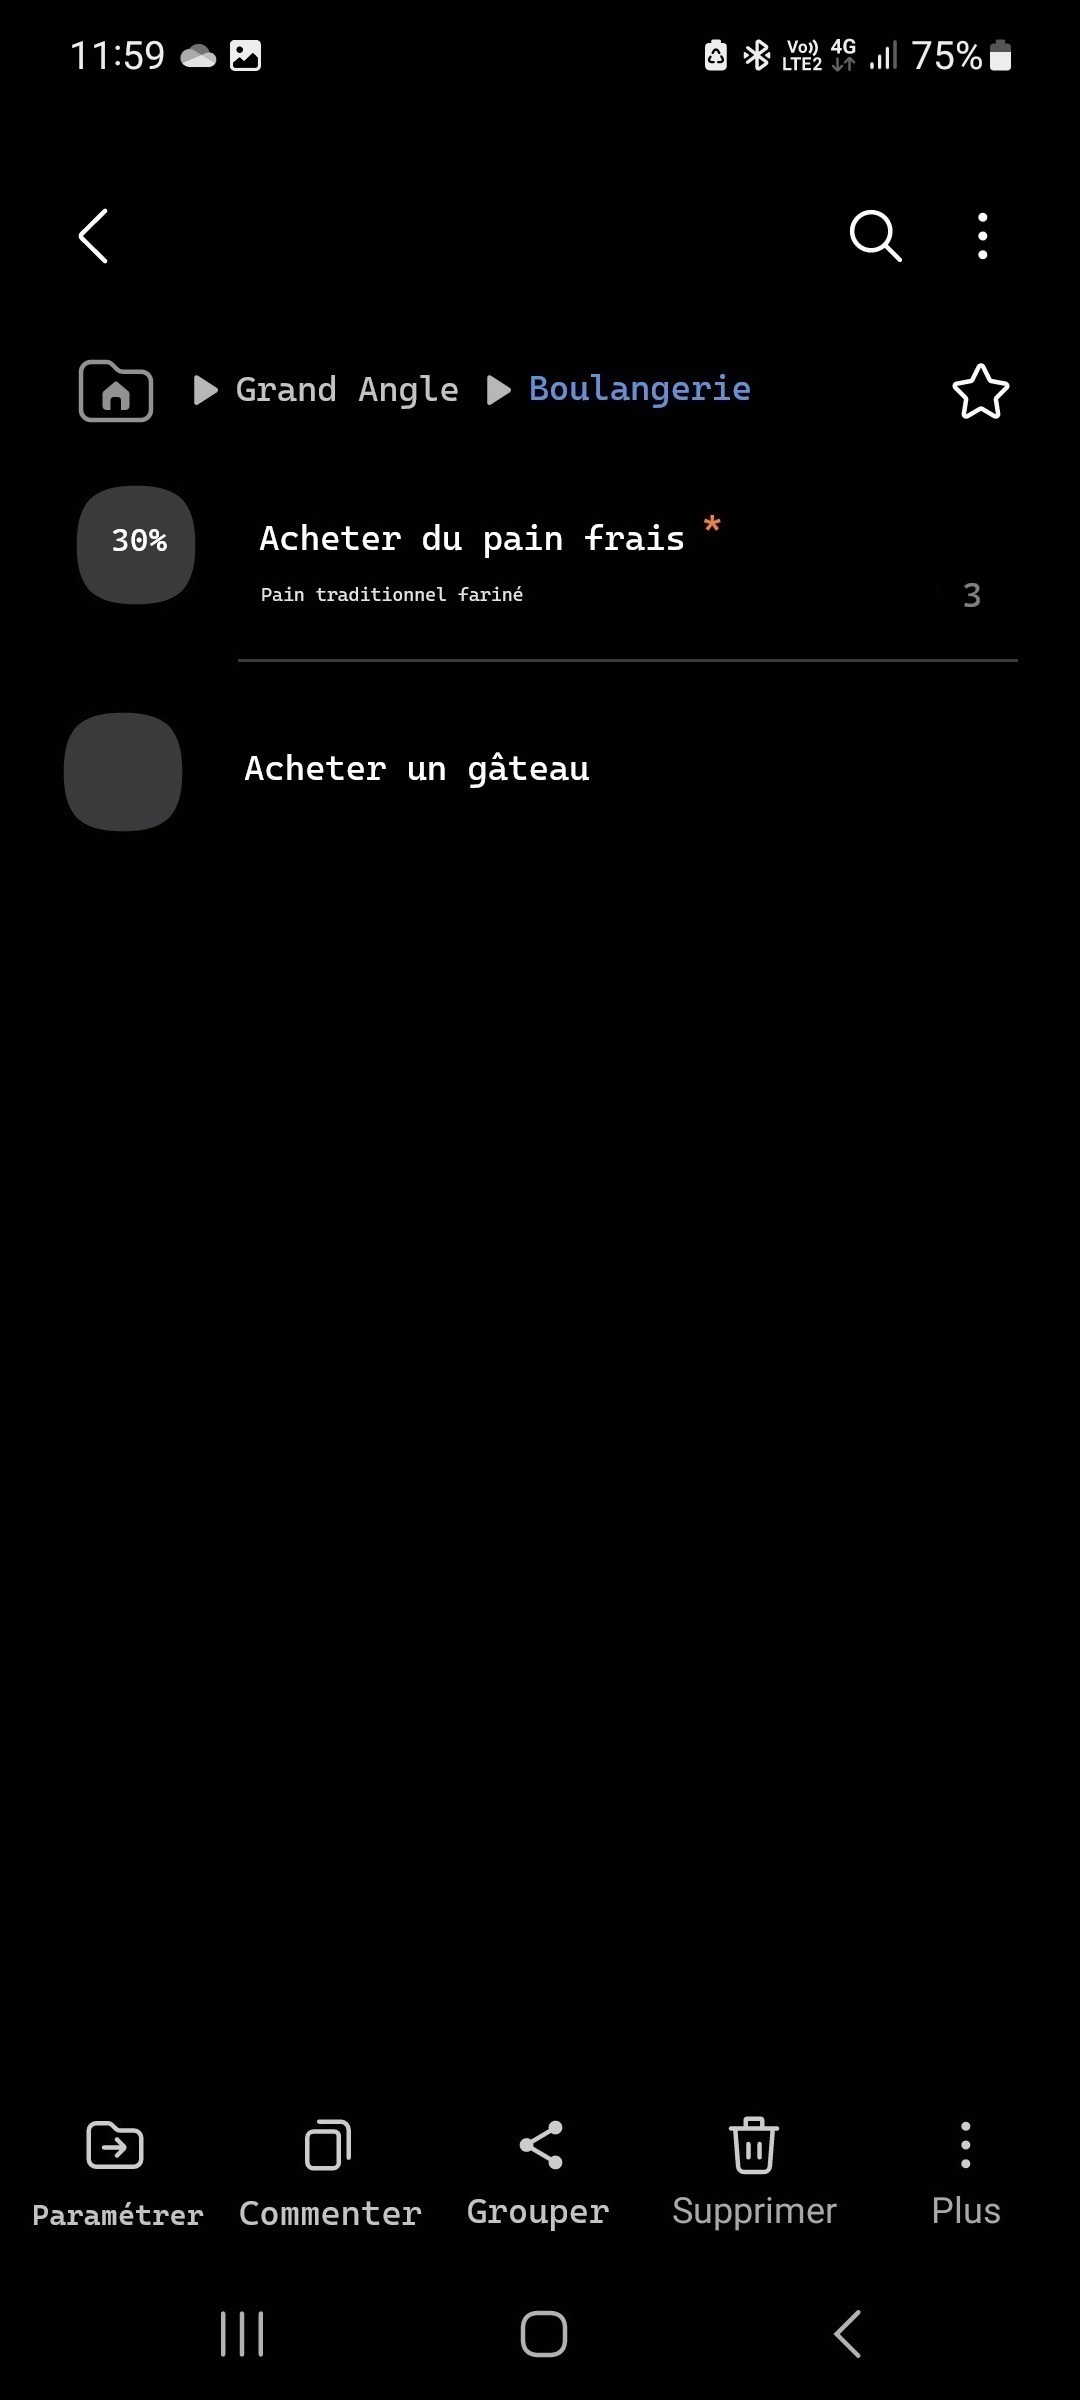 11:59 Vo)) LTE2 4G 75%
Grand Angle Boulangerie
30% Acheter du pain frais *
Pain traditionnel fariné 3
Acheter un gâteau
Paramétrer Commenter Grouper Supprimer Plus